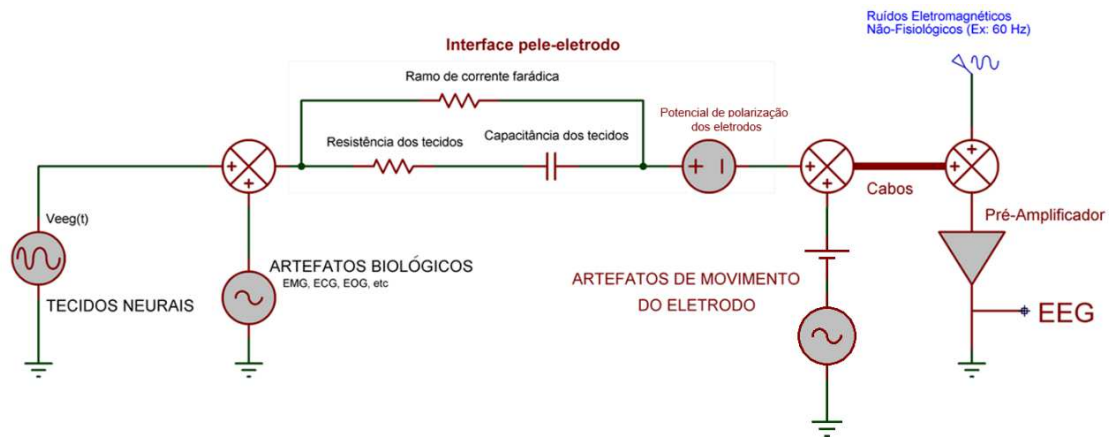 Ruídos Eletromagnéticos
Não-Fisiológicos (Ex: 60 Hz)
Interface pele-eletrodo
Ramo de corrente farádica
Resistência dos tecidos
Capacitância dos tecidos
Potencial de polarização
dos eletrodos
+ +
+ −
+ +
+ +
Cabos
Pré-Amplificador
Veeg(t)
TECIDOS NEURAIS
ARTEFATOS BIOLÓGICOS
EMG, ECG, EOG, etc
ARTEFATOS DE MOVIMENTO
DO ELETRODO
EEG